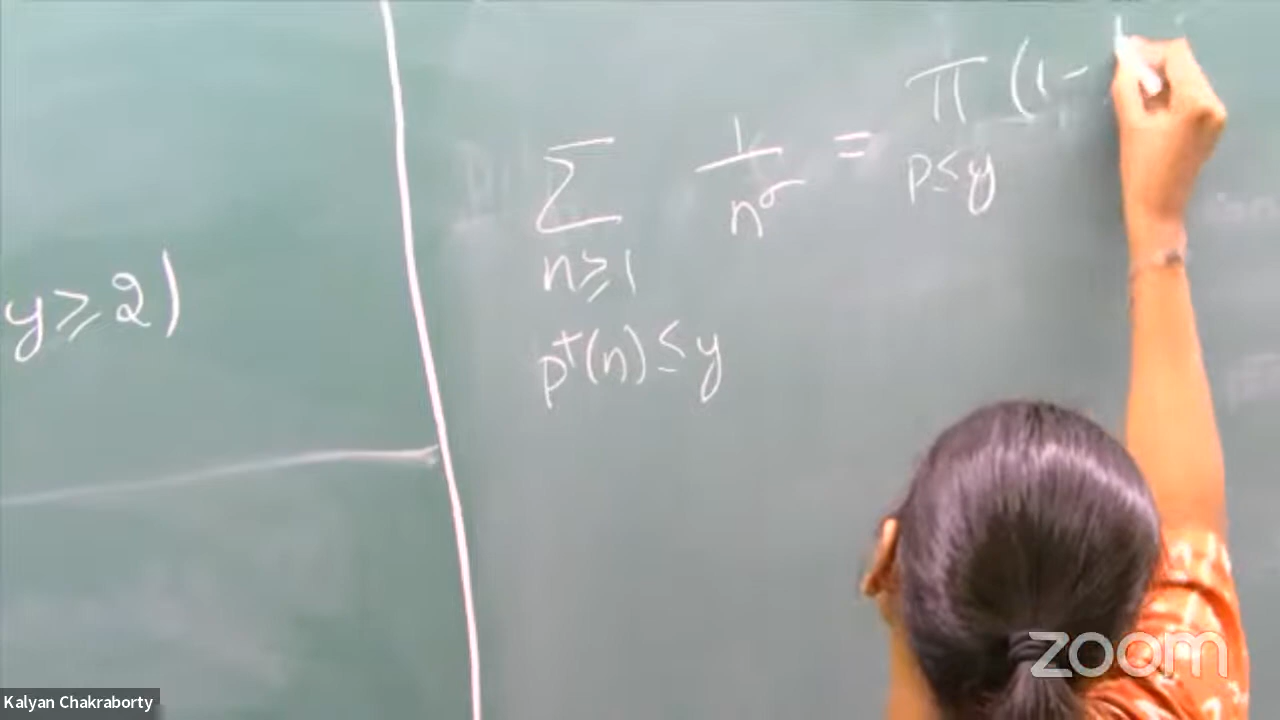 y ≥ 2)
∑ 1/n^σ = ∏ (1 -
n ≥ 1
p ≤ y
p⁺(n) ≤ y
zoom
Kalyan Chakraborty